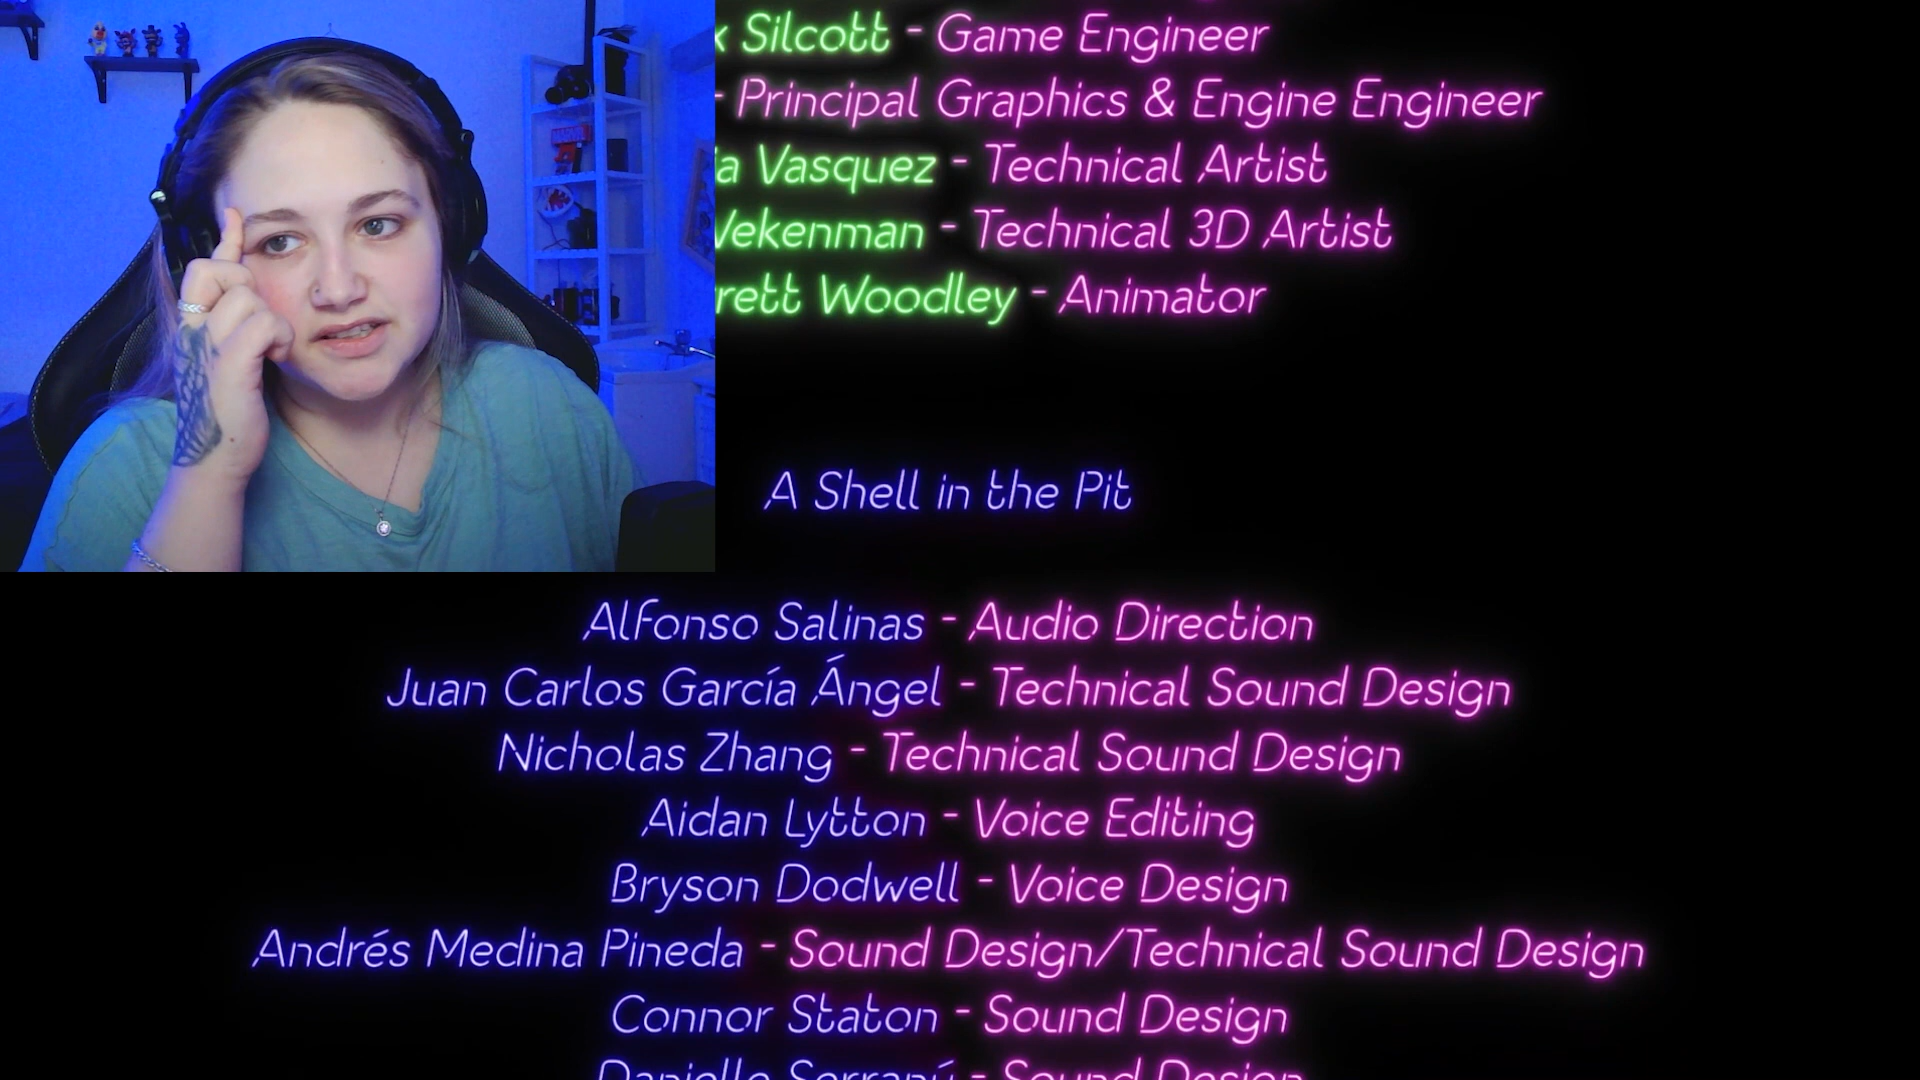 Silcott - Game Engineer
- Principal Graphics & Engine Engineer
Vasquez - Technical Artist
- Technical 3D Artist
Woodley - Animator
A Shell in the Pit
Alfonso Salinas - Audio Direction
Juan Carlos García Ángel - Technical Sound Design
Nicholas Zhang - Technical Sound Design
Aidan Lytton - Voice Editing
Bryson Dodwell - Voice Design
Andrés Medina Pineda - Sound Design/Technical Sound Design
Connor Staton - Sound Design
- Sound Design